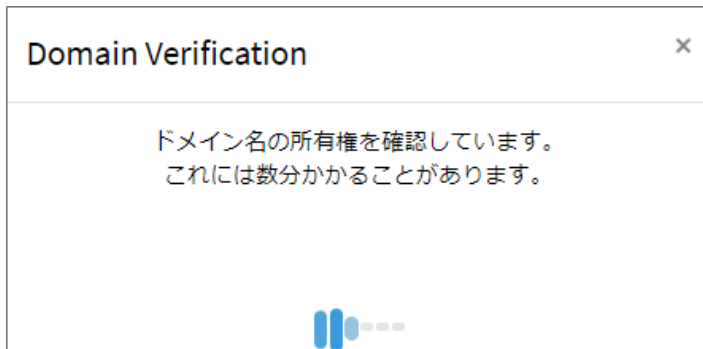 Domain Verification
×
ドメイン名の所有権を確認しています。
これには数分かかることがあります。